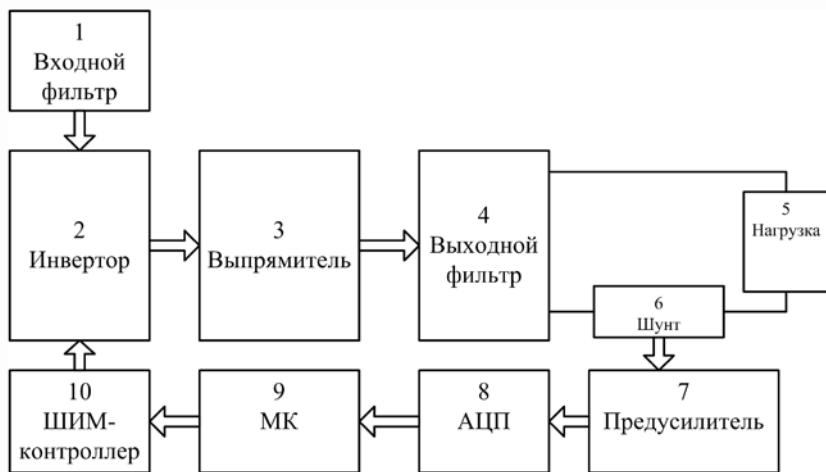 1
Входной
фильтр
2
Инвертор
3
Выпрямитель
4
Выходной
фильтр
5
Нагрузка
6
Шунт
10
ШИМ-
контроллер
9
МК
8
АЦП
7
Предусилитель